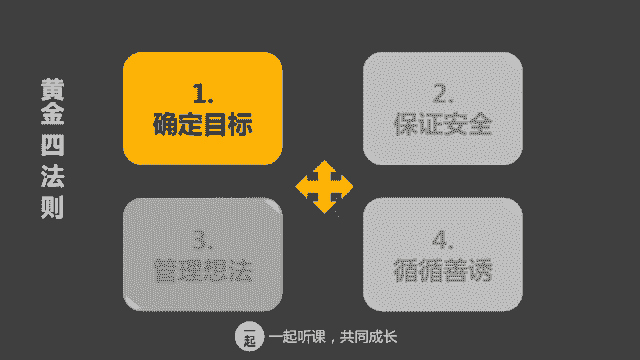 黄金四法则
1.
确定目标
2.
保证安全
3.
管理想法
4.
循循善诱
一起
一起听课，共同成长